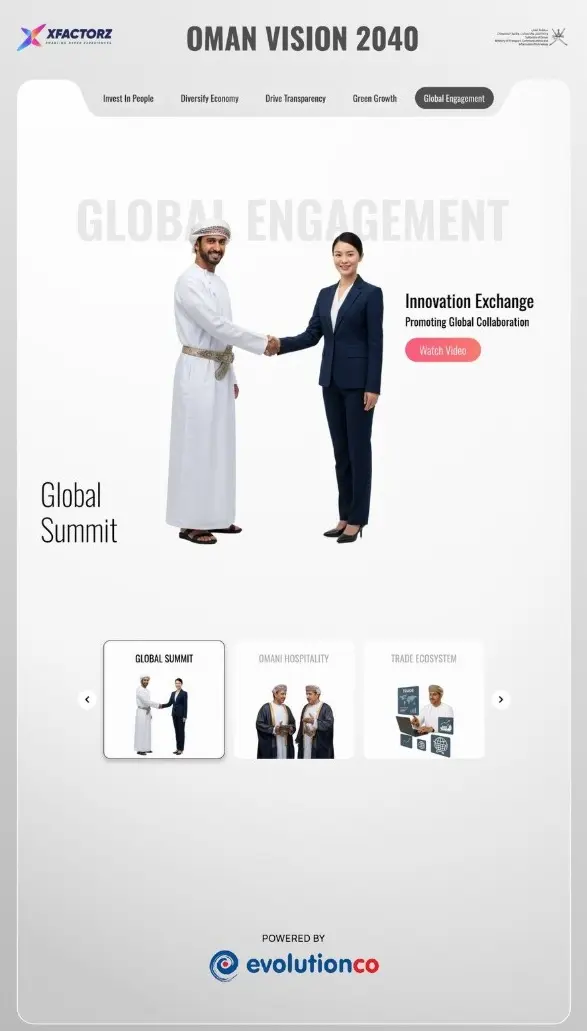 XFACTORZ
OMAN VISION 2040
Invest In People
Diversify Economy
Drive Transparency
Green Growth
Global Engagement
GLOBAL ENGAGEMENT
Innovation Exchange
Promoting Global Collaboration
Watch Video
Global
Summit
GLOBAL SUMMIT
OMANI HOSPITALITY
TRADE ECOSYSTEM
TRADE
POWERED BY
evolutionco